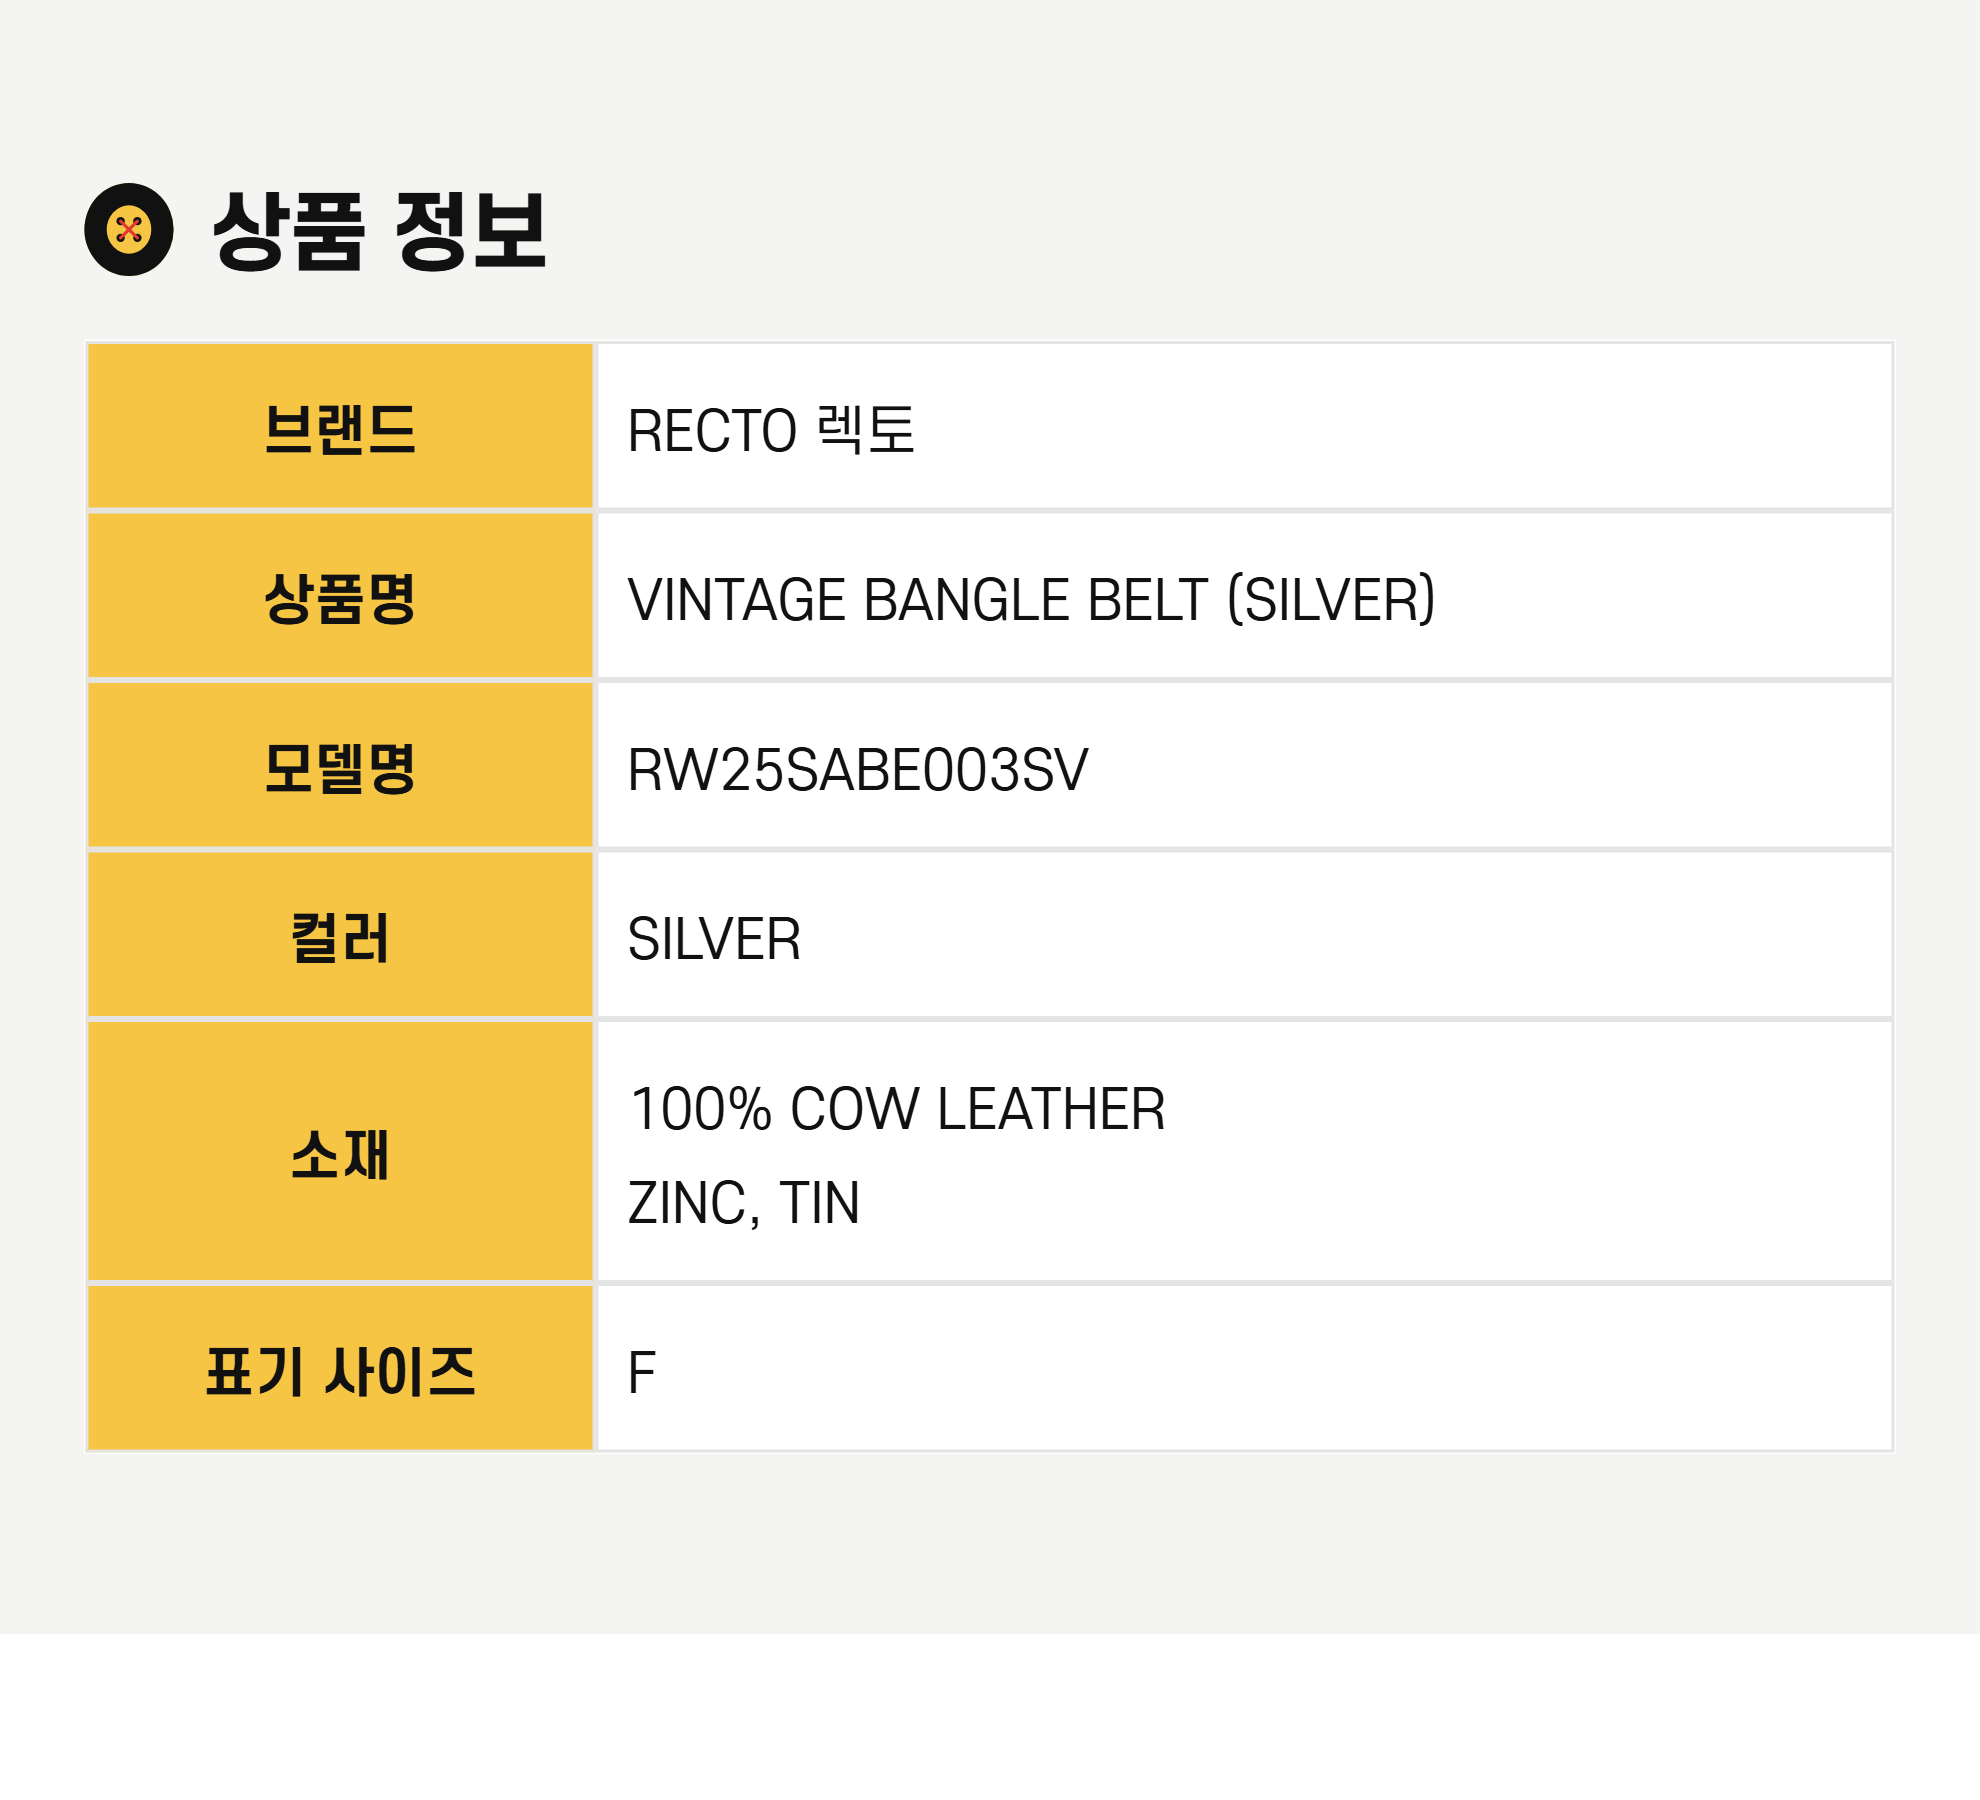 상품 정보
브랜드 RECTO 렉토
상품명 VINTAGE BANGLE BELT (SILVER)
모델명 RW25SABE003SV
컬러 SILVER
소재 100% COW LEATHER
ZINC, TIN
표기 사이즈 F